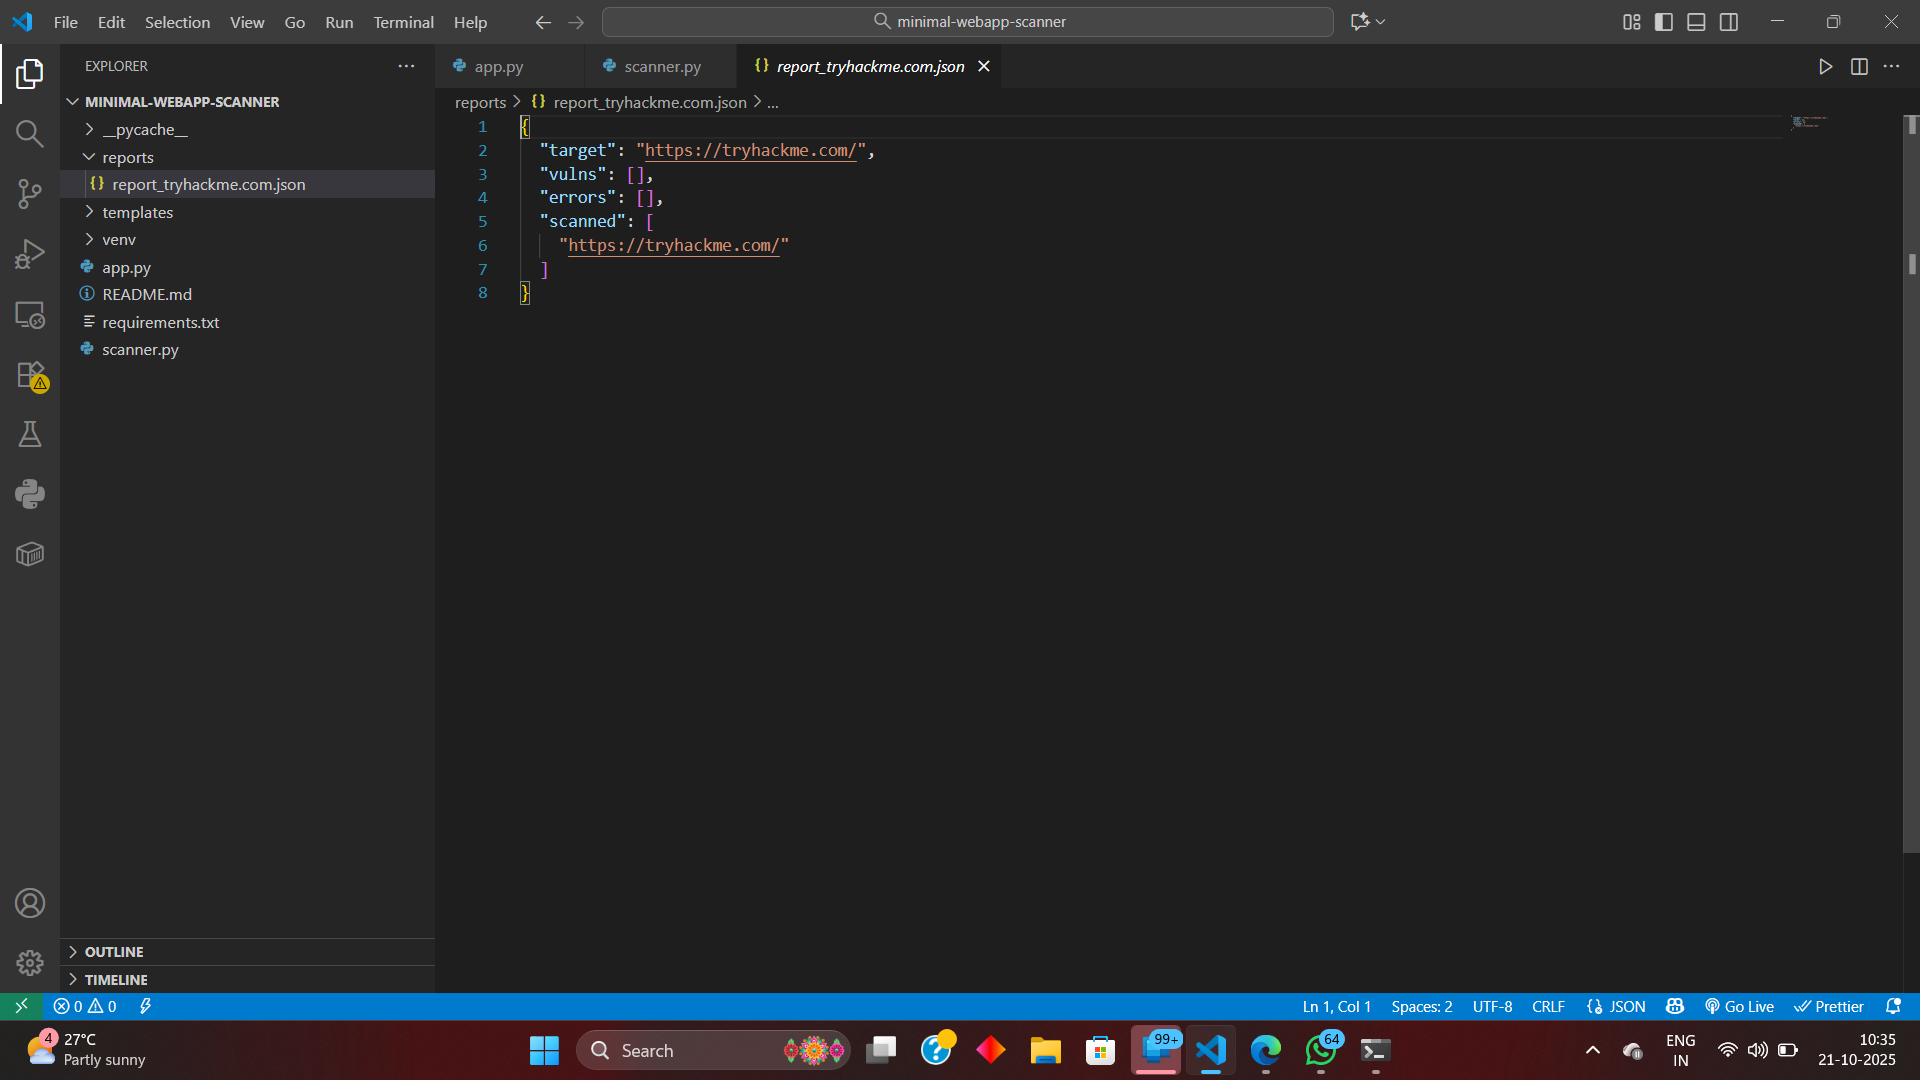 File Edit Selection View Go Run Terminal Help
minimal-webapp-scanner
EXPLORER
MINIMAL-WEBAPP-SCANNER
__pycache__
reports
report_tryhackme.com.json
templates
venv
app.py
README.md
requirements.txt
scanner.py
OUTLINE
TIMELINE
app.py scanner.py report_tryhackme.com.json
reports > {} report_tryhackme.com.json > ...
1 {
2 "target": "https://tryhackme.com/",
3 "vulns": [],
4 "errors": [],
5 "scanned": [
6 "https://tryhackme.com/"
7 ]
8 }
0 0 Ln 1, Col 1 Spaces: 2 UTF-8 CRLF {} JSON Go Live Prettier
4 27°C
Partly sunny
Search
99+
64
ENG
IN
10:35
21-10-2025